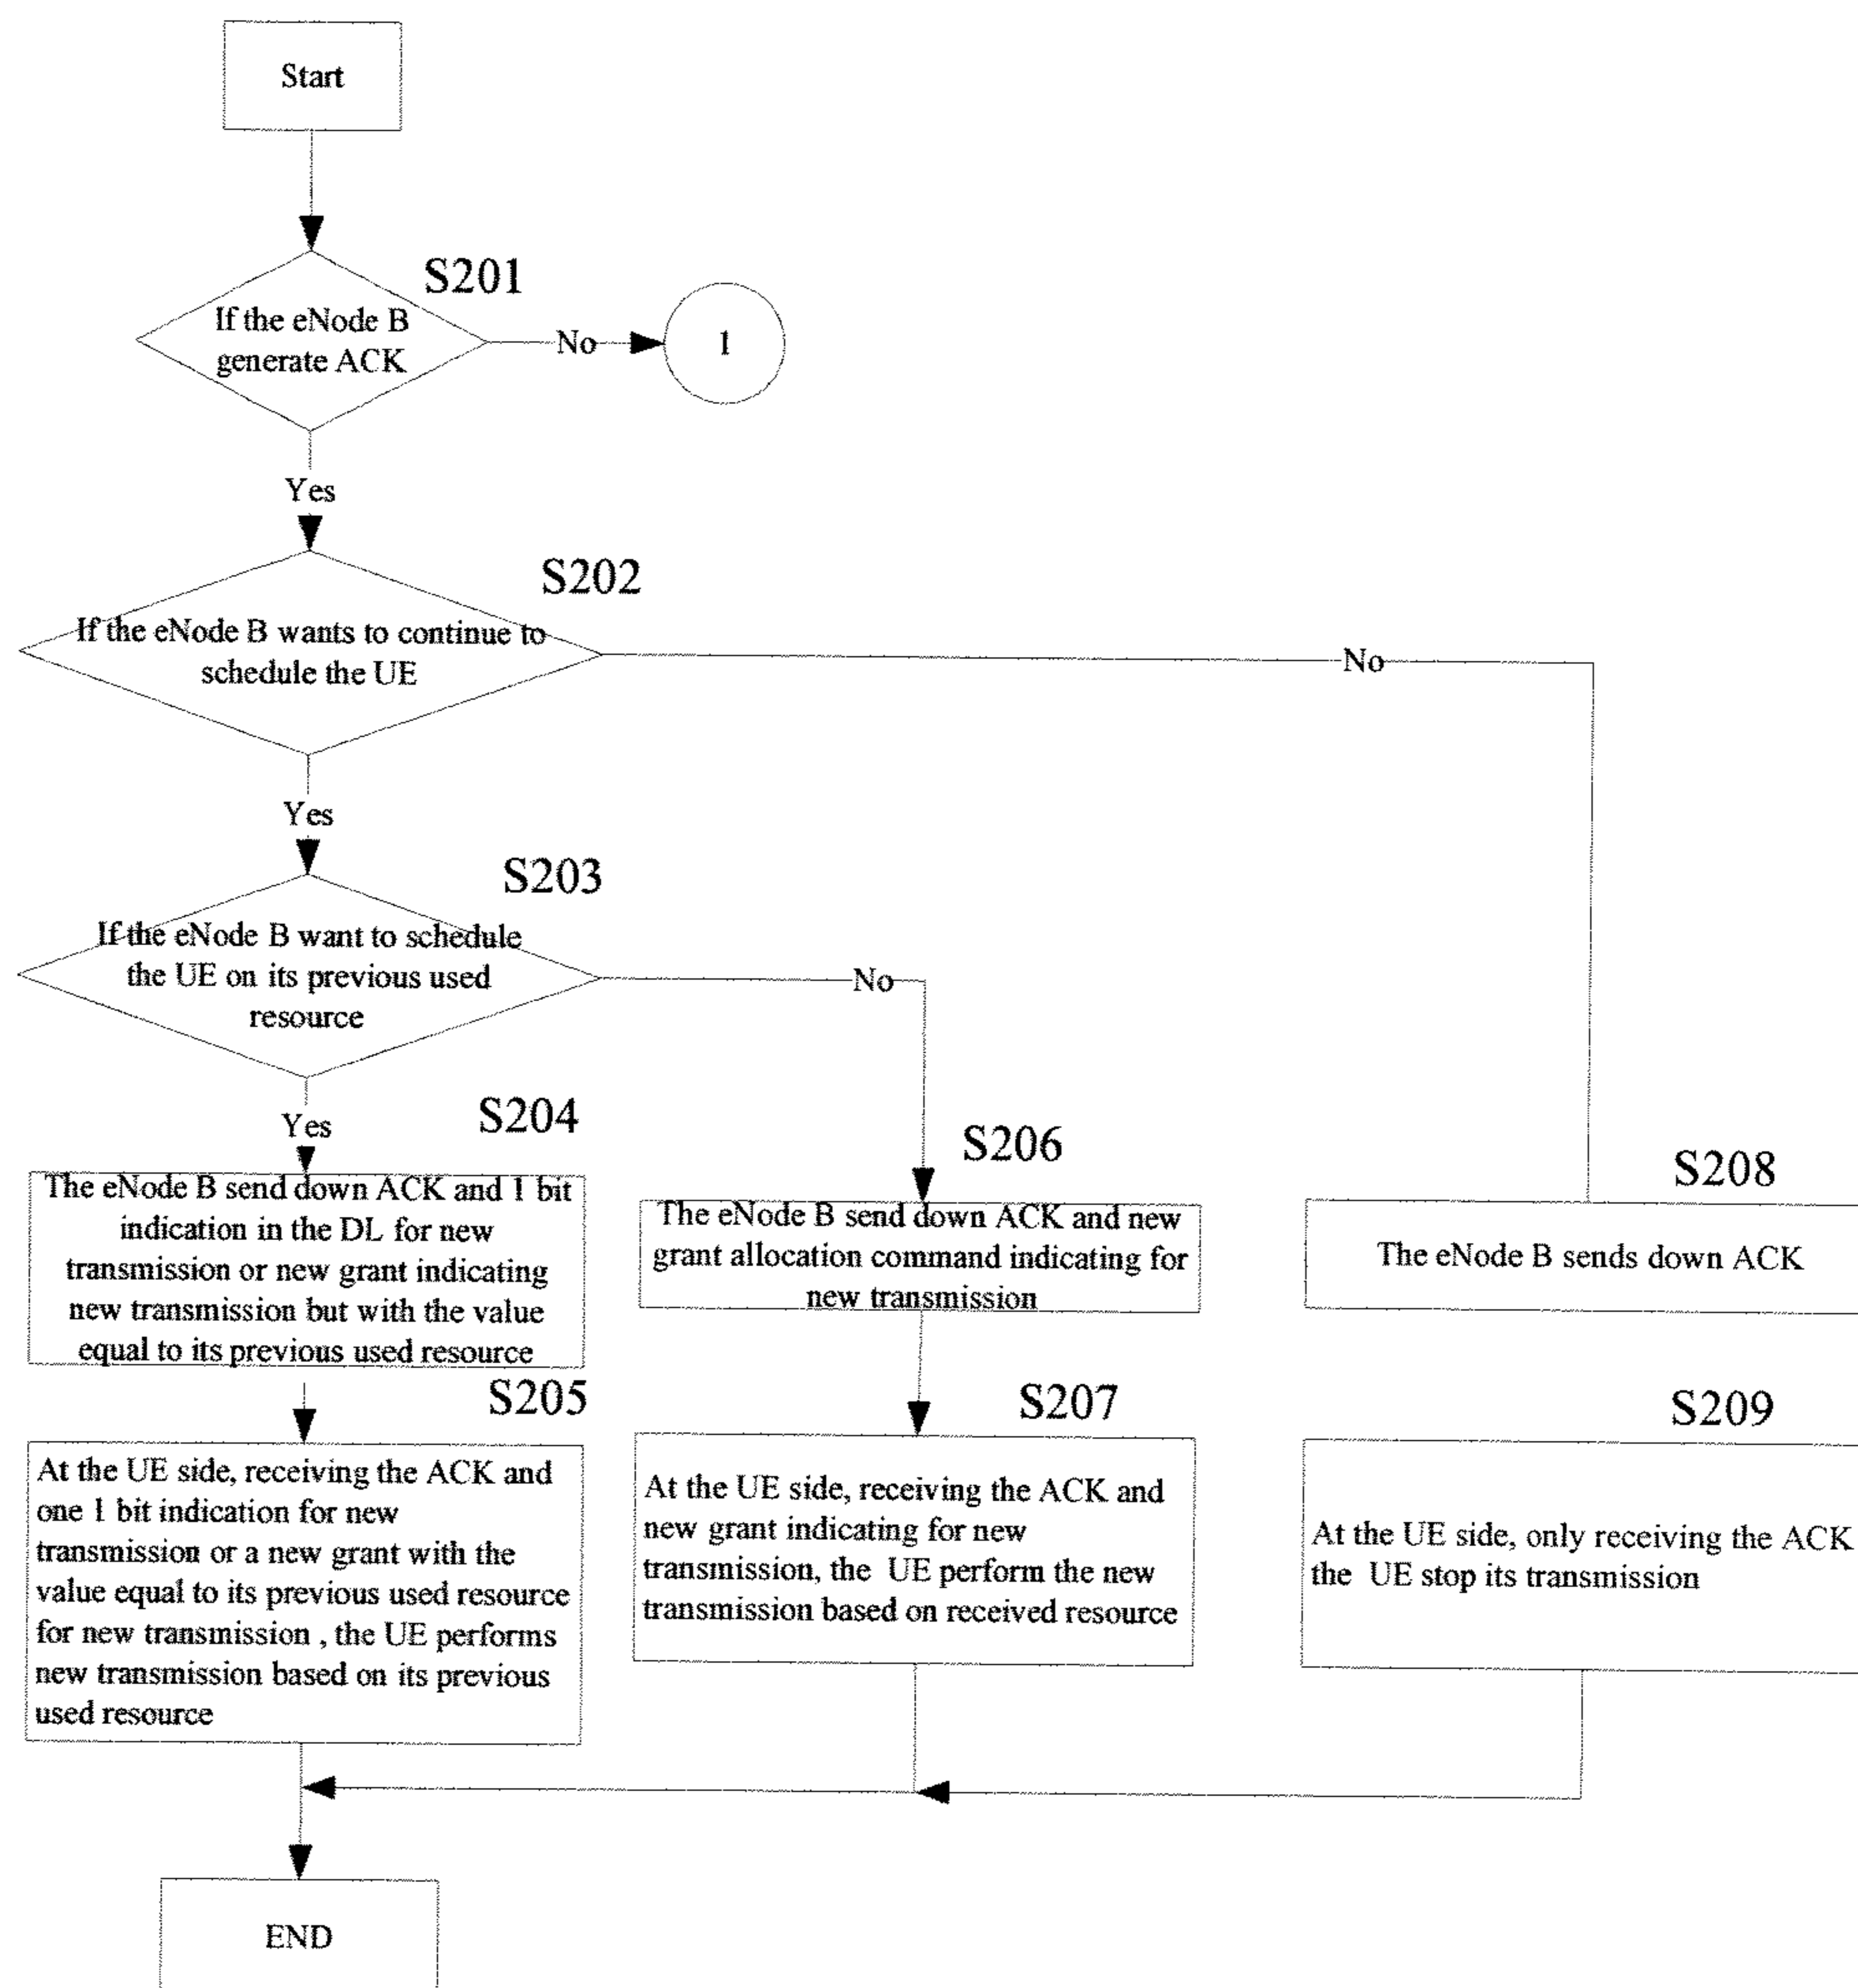 Start
S201
If the eNode B
generate ACK
No
1
Yes
S202
If the eNode B wants to continue to
schedule the UE
No
Yes
S203
If the eNode B want to schedule
the UE on its previous used
resource
No
Yes
S204
The eNode B send down ACK and 1 bit
indication in the DL for new
transmission or new grant indicating
new transmission but with the value
equal to its previous used resource
S206
The eNode B send down ACK and new
grant allocation command indicating for
new transmission
S208
The eNode B sends down ACK
S205
At the UE side, receiving the ACK and
one 1 bit indication for new
transmission or a new grant with the
value equal to its previous used resource
for new transmission , the UE performs
new transmission based on its previous
used resource
S207
At the UE side, receiving the ACK and
new grant indicating for new
transmission, the UE perform the new
transmission based on received resource
S209
At the UE side, only receiving the ACK
the UE stop its transmission
END